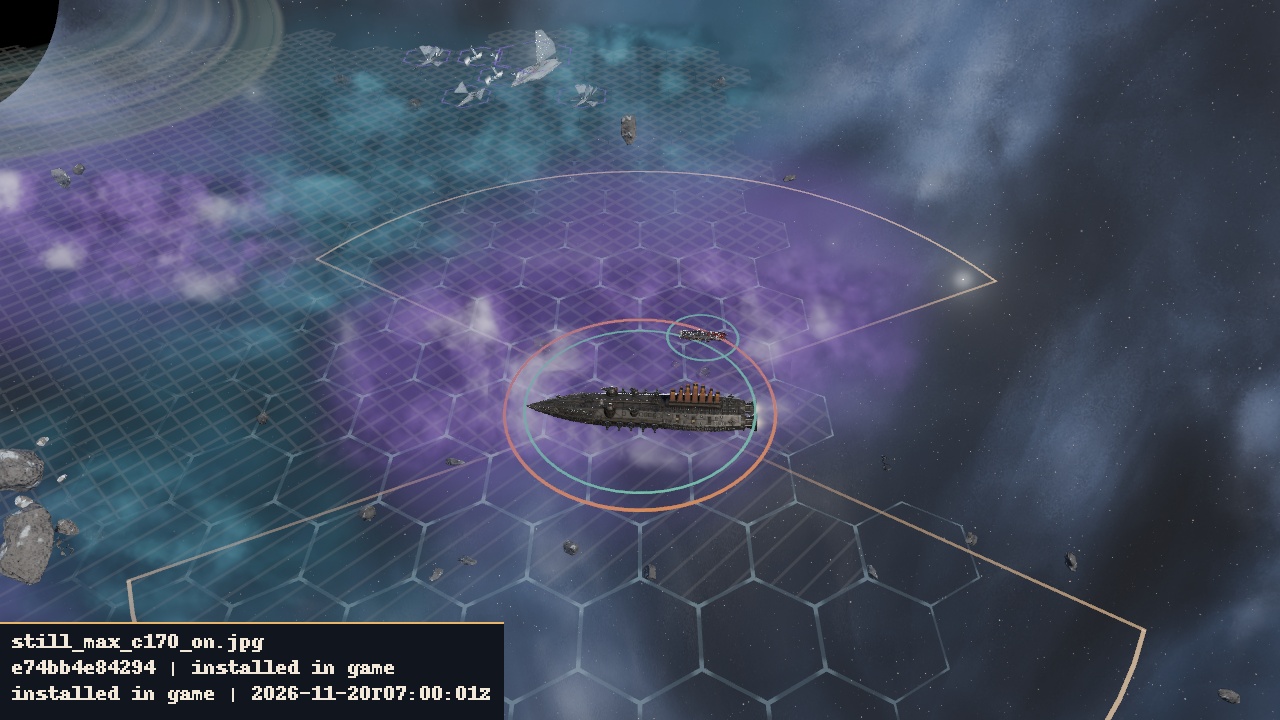 still_max_c170_on.jpg
e74bb4e84294 | installed in game
installed in game | 2026-11-20T07:00:01Z